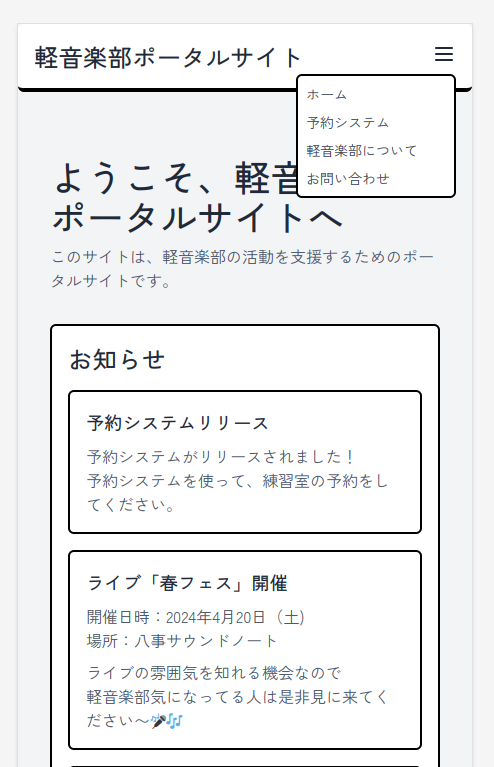 軽音楽部ポータルサイト
ホーム
予約システム
軽音楽部について
お問い合わせ
ようこそ、軽音
ポータルサイトへ
このサイトは、軽音楽部の活動を支援するためのポー
タルサイトです。
お知らせ
予約システムリリース
予約システムがリリースされました！
予約システムを使って、練習室の予約をし
てください。
ライブ「春フェス」開催
開催日時：2024年4月20日（土)
場所：八事サウンドノート
ライブの雰囲気を知れる機会なので
軽音楽部気になってる人は是非見に来てく
ださい〜🎤🎶